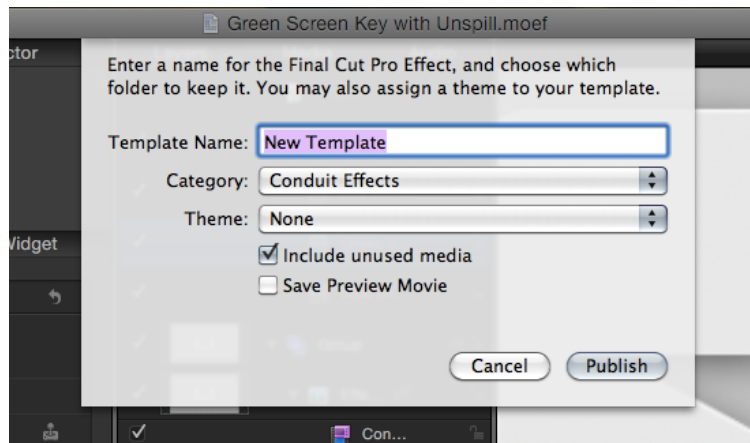 Green Screen Key with Unspill.moef
ctor
Enter a name for the Final Cut Pro Effect, and choose which
folder to keep it. You may also assign a theme to your template.
Template Name: New Template
Category: Conduit Effects
Theme: None
Widget
Include unused media
Save Preview Movie
Cancel Publish
Con...